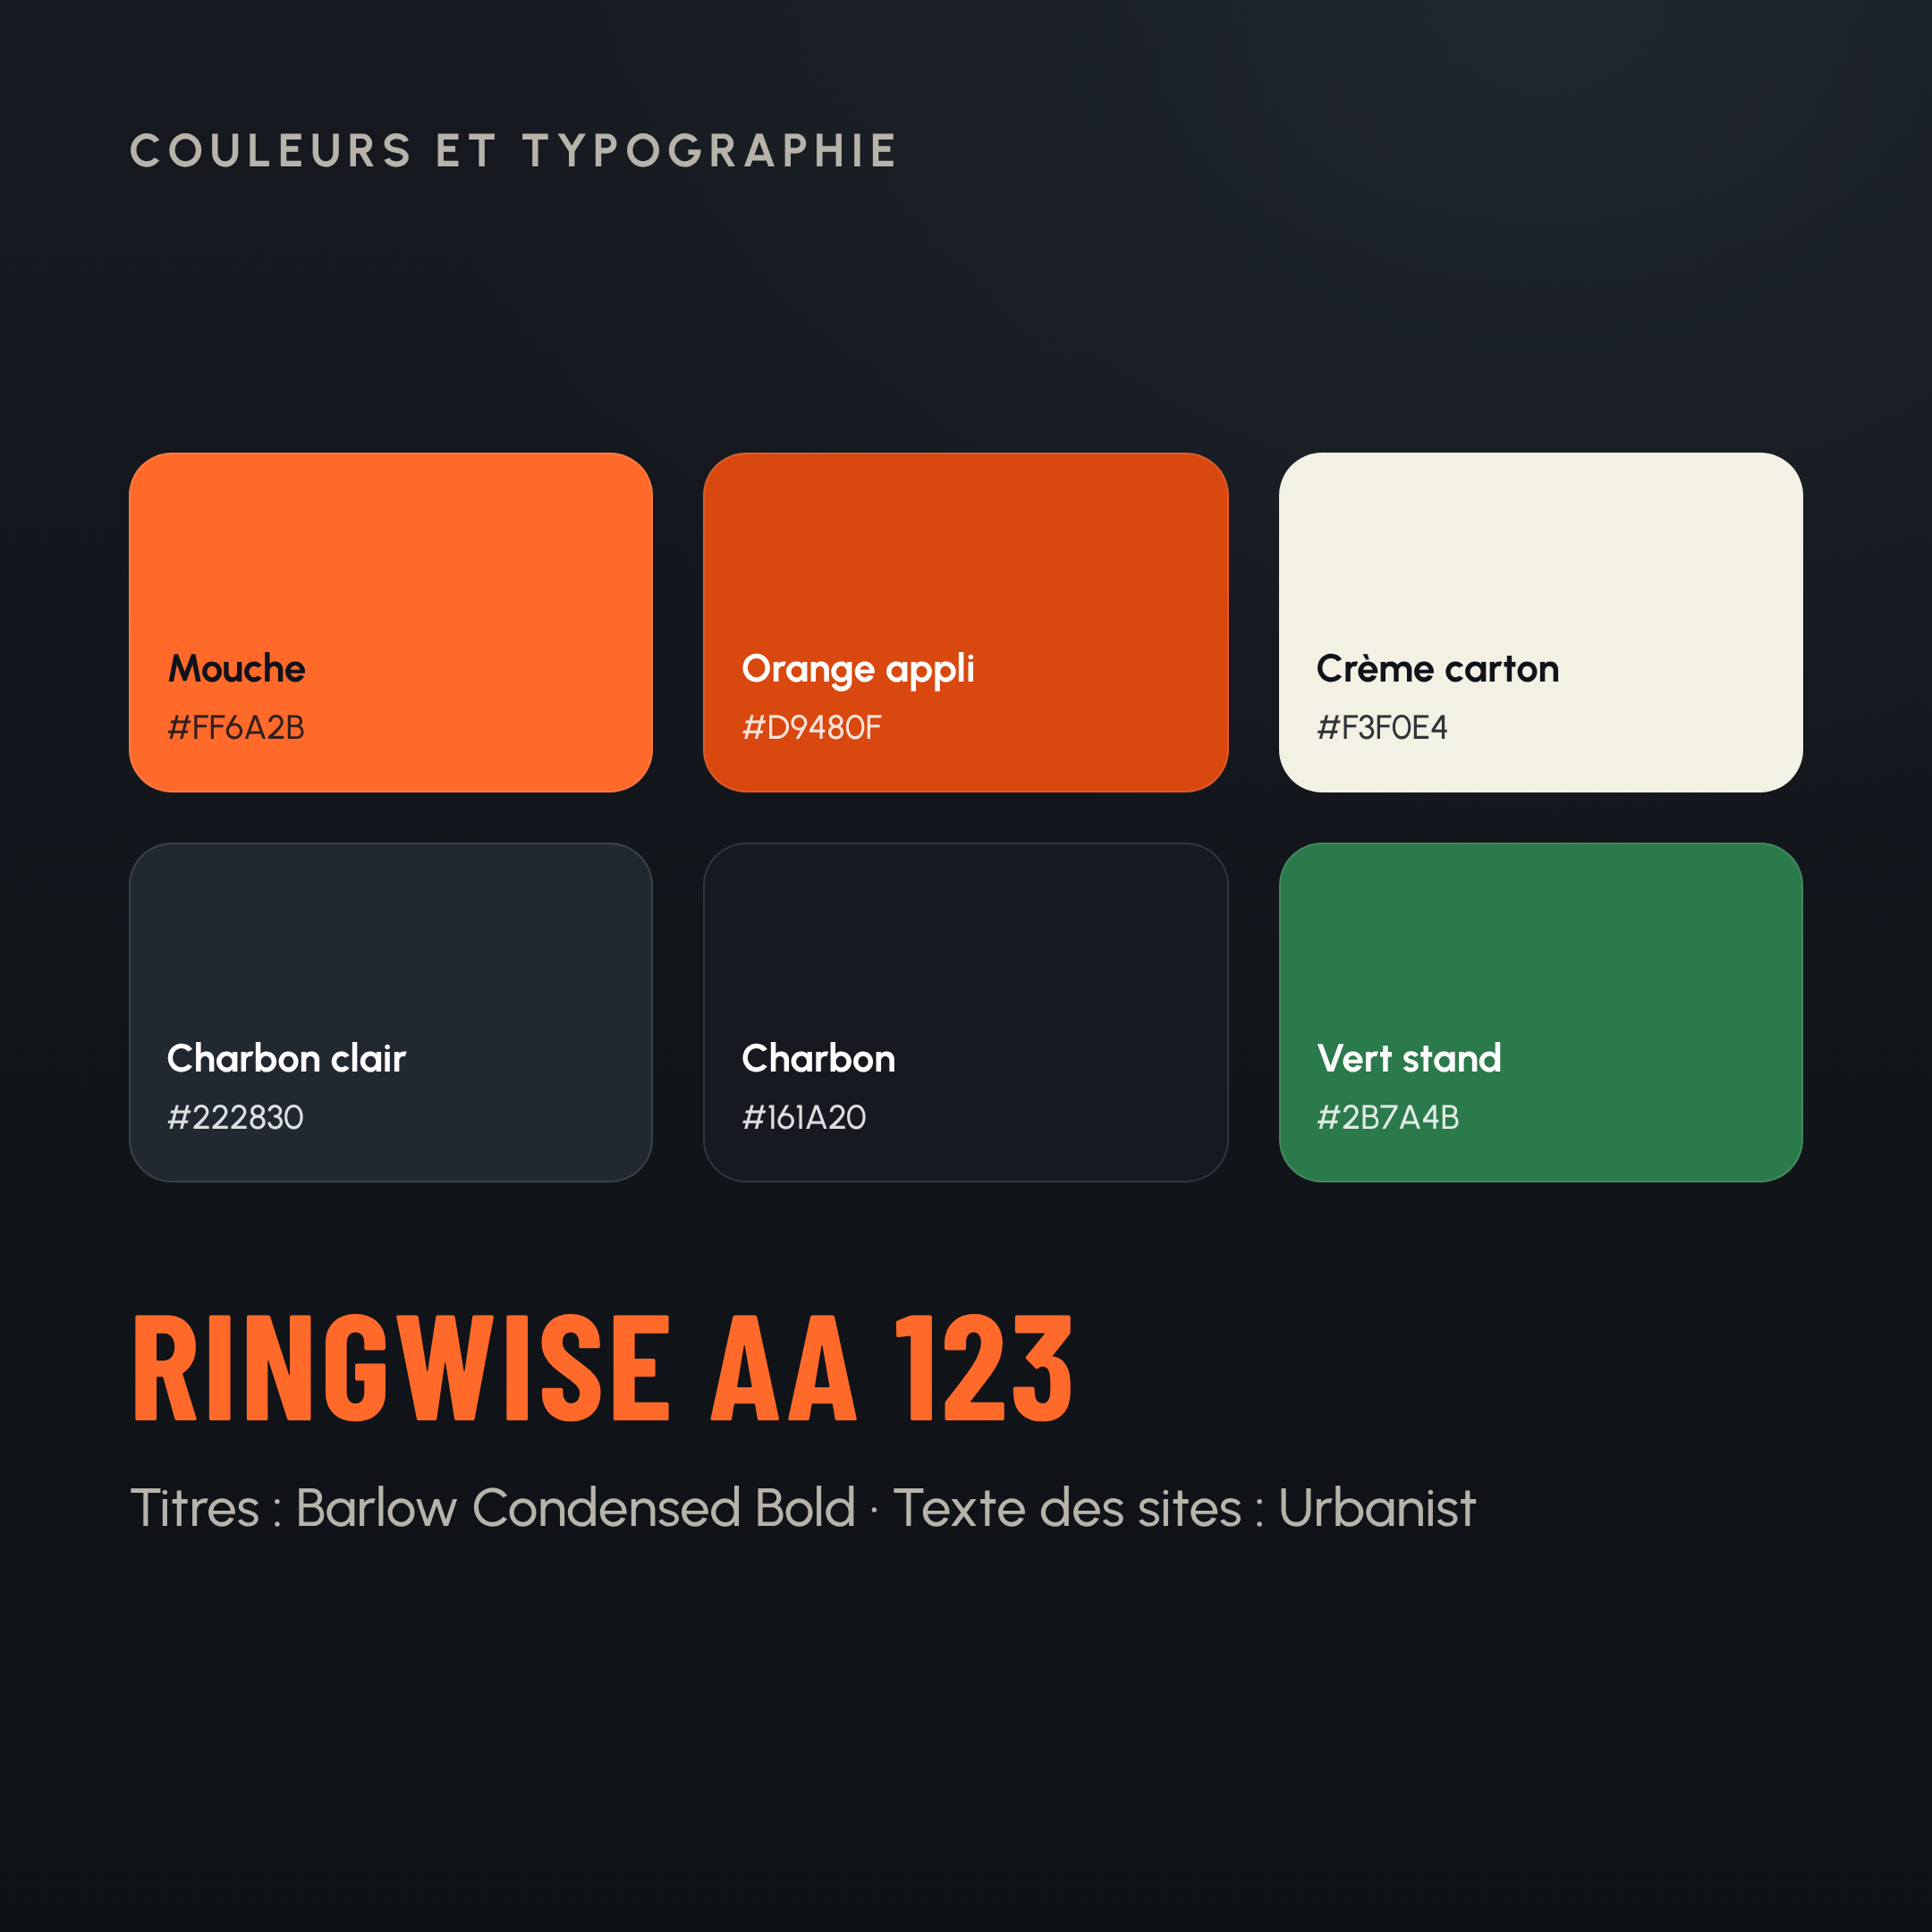 COULEURS ET TYPOGRAPHIE
Mouche
#FF6A2B
Orange appli
#D9480F
Crème carton
#F3F0E4
Charbon clair
#222830
Charbon
#161A20
Vert stand
#2B7A4B
RINGWISE AA 123
Titres : Barlow Condensed Bold · Texte des sites : Urbanist